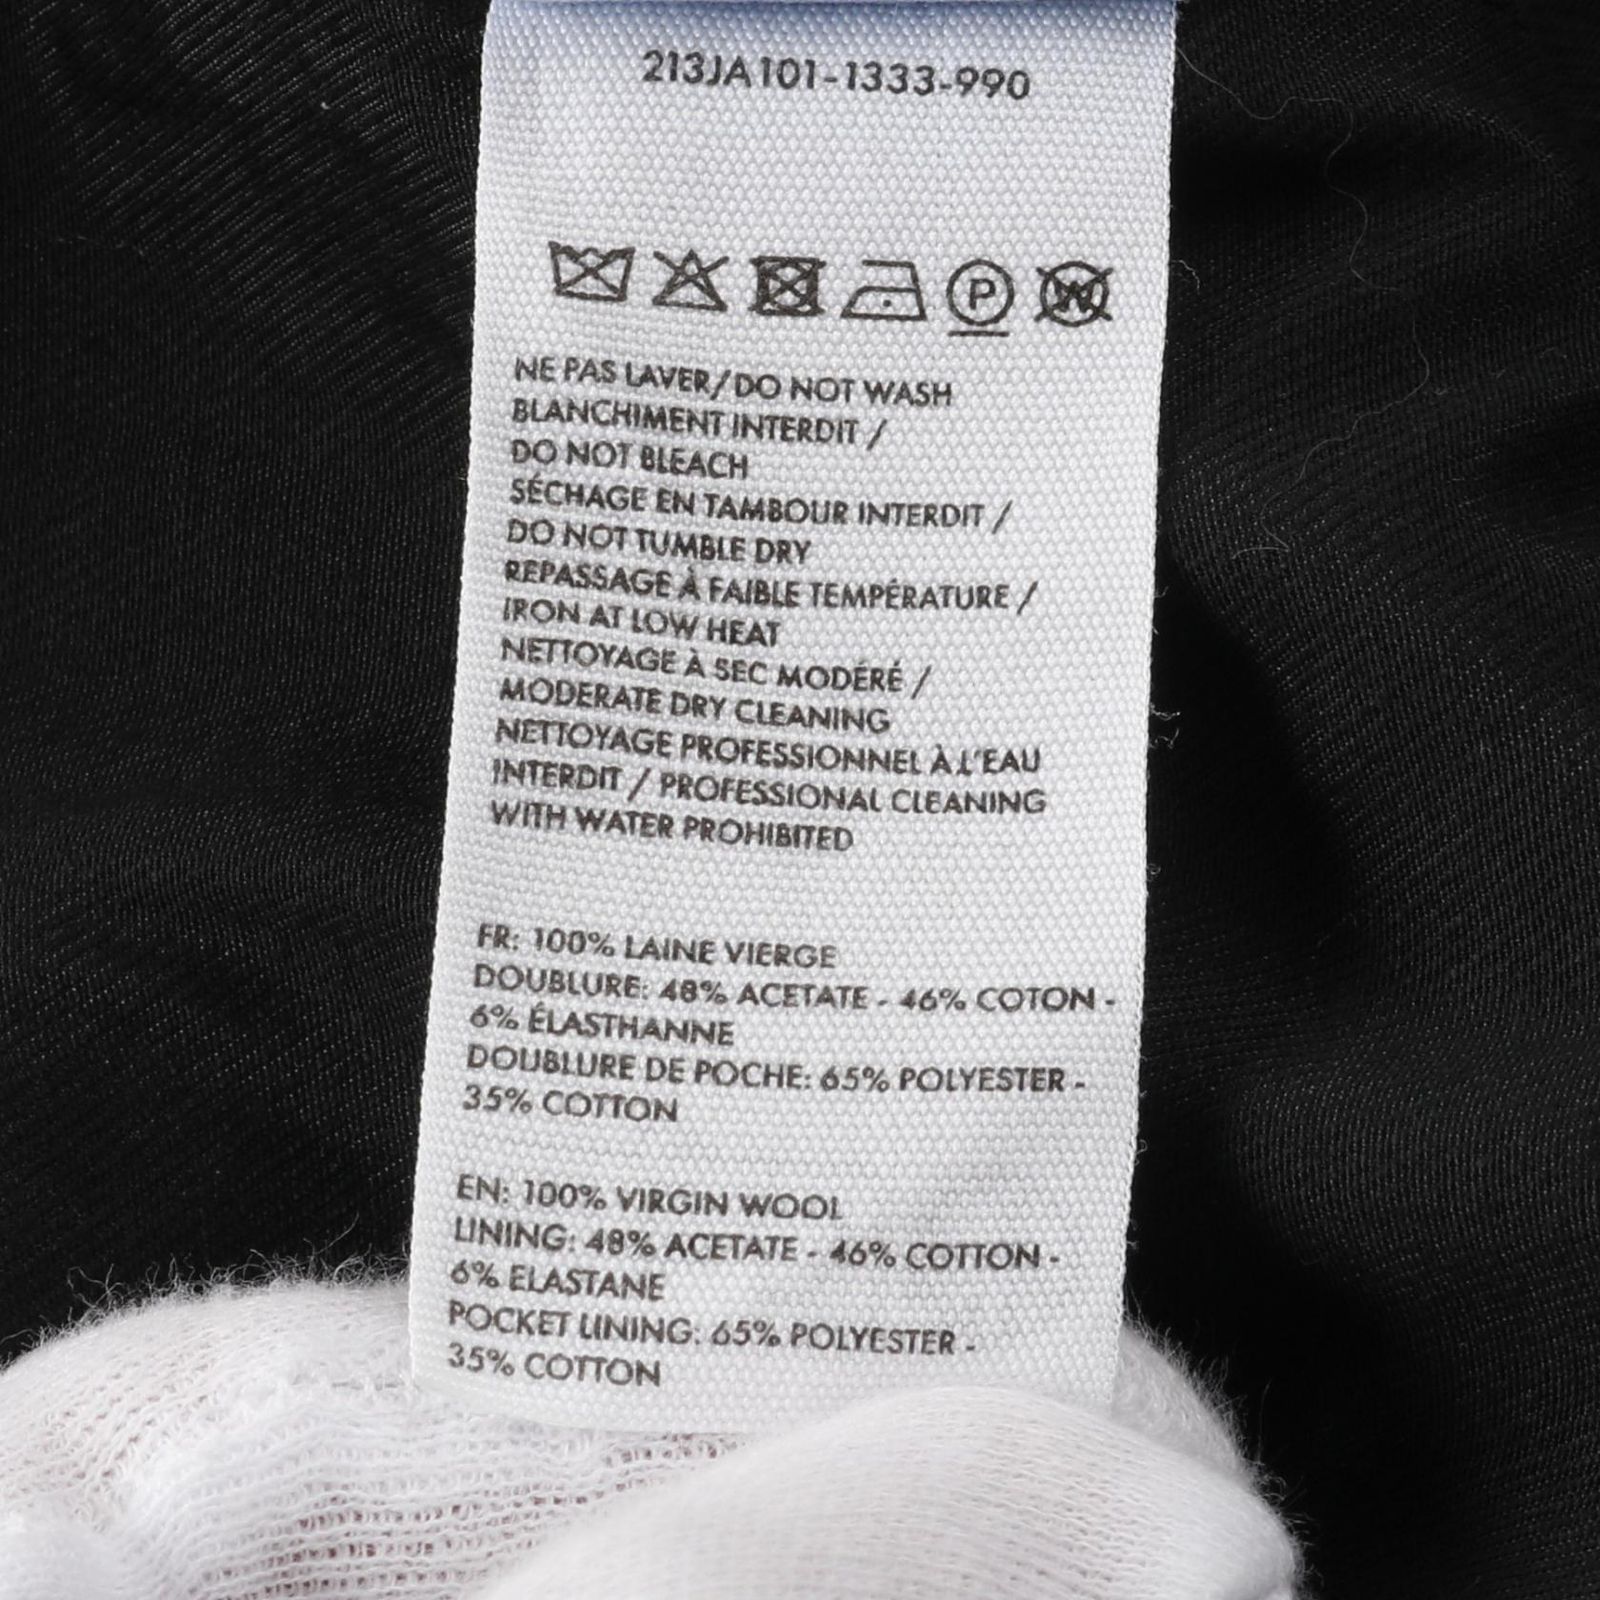 213JA101-1333-990
P W
NE PAS LAVER/DO NOT WASH
BLANCHIMENT INTERDIT /
DO NOT BLEACH
SÉCHAGE EN TAMBOUR INTERDIT /
DO NOT TUMBLE DRY
REPASSAGE À FAIBLE TEMPÉRATURE /
IRON AT LOW HEAT
NETTOYAGE À SEC MODÉRÉ /
MODERATE DRY CLEANING
NETTOYAGE PROFESSIONNEL À L'EAU
INTERDIT / PROFESSIONAL CLEANING
WITH WATER PROHIBITED
FR: 100% LAINE VIERGE
DOUBLURE: 48% ACETATE - 46% COTON -
6% ÉLASTHANNE
DOUBLURE DE POCHE: 65% POLYESTER -
35% COTTON
EN: 100% VIRGIN WOOL
LINING: 48% ACETATE - 46% COTTON -
6% ELASTANE
POCKET LINING: 65% POLYESTER -
35% COTTON